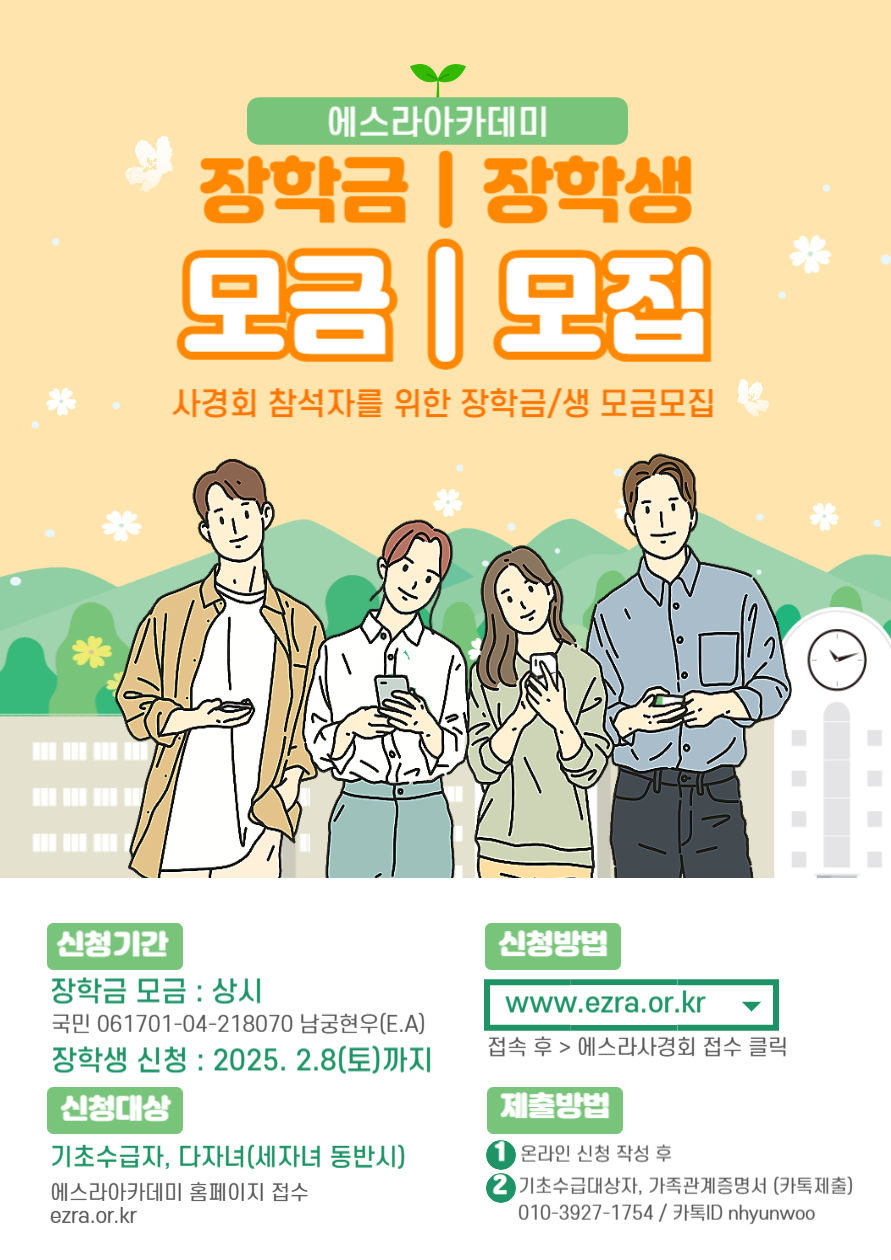 에스라아카데미
장학금 | 장학생
모금 | 모집
사경회 참석자를 위한 장학금/생 모금모집
신청기간
장학금 모금 : 상시
국민 061701-04-218070 남궁현우(E.A)
장학생 신청 : 2025. 2.8(토)까지
신청대상
기초수급자, 다자녀(세자녀 동반시)
에스라아카데미 홈페이지 접수
ezra.or.kr
신청방법
www.ezra.or.kr
접속 후 > 에스라사경회 접수 클릭
제출방법
1 온라인 신청 작성 후
2 기초수급대상자, 가족관계증명서 (카톡제출)
010-3927-1754 / 카톡ID nhyunwoo